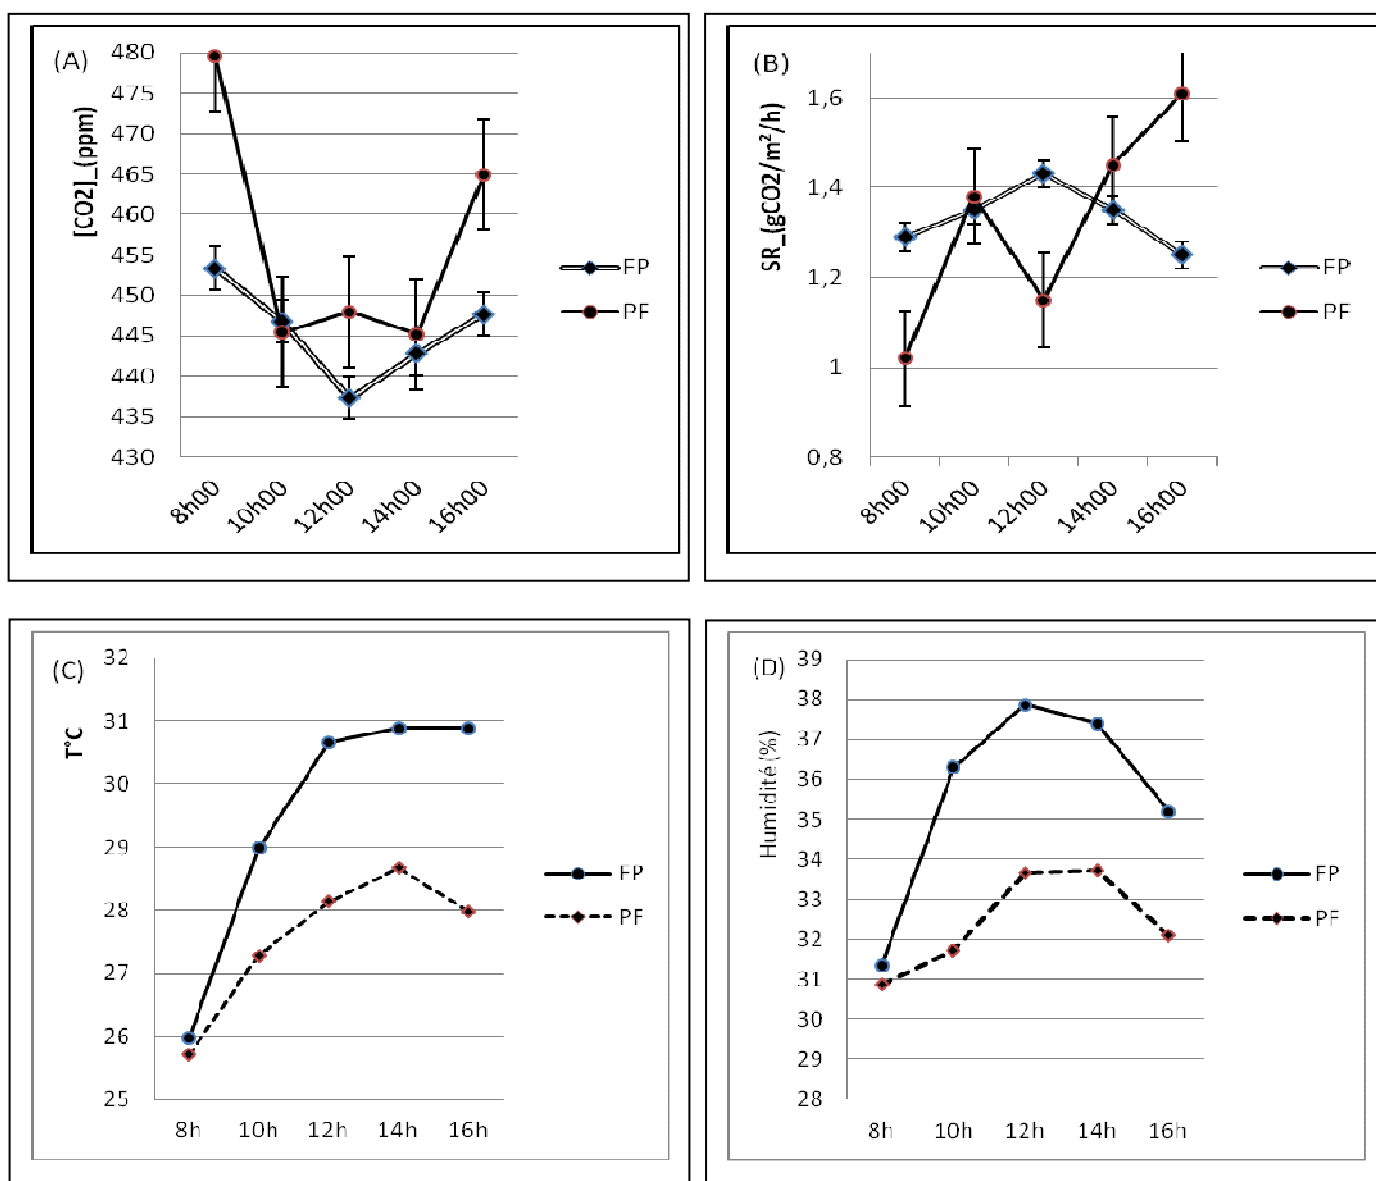 (A)
[CO2]_(ppm)
480
475
470
465
460
455
450
445
440
435
430
8h00
10h00
12h00
14h00
16h00
FP
PF
(B)
SR_(gCO2/m²/h)
1,6
1,4
1,2
1
0,8
8h00
10h00
12h00
14h00
16h00
FP
PF
(C)
T°C
32
31
30
29
28
27
26
25
8h
10h
12h
14h
16h
FP
PF
(D)
Humidité (%)
39
38
37
36
35
34
33
32
31
30
29
28
8h
10h
12h
14h
16h
FP
PF